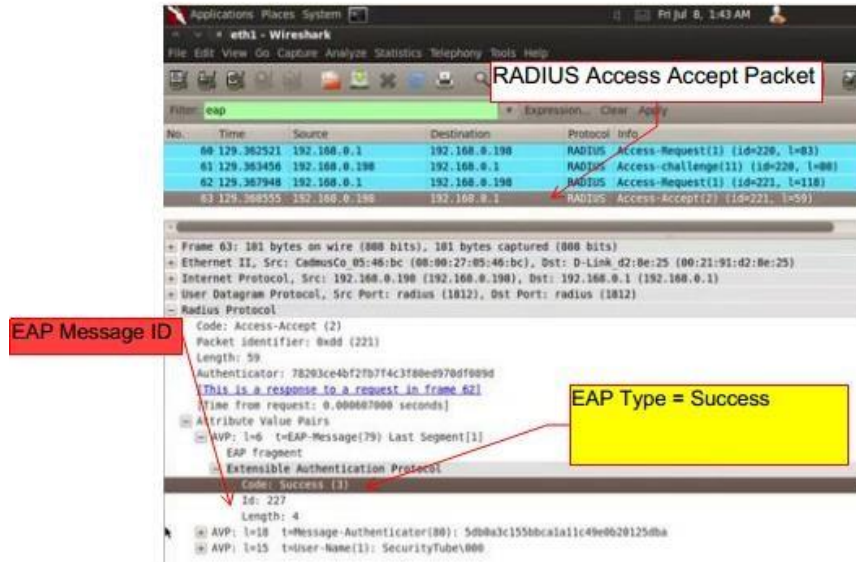 Applications Places System
Fri Jul 8, 1:43 AM
eth1 - Wireshark
File Edit View Go Capture Analyze Statistics Telephony Tools Help
RADIUS Access Accept Packet
Filter: eap
Expression... Clear Apply
No. Time Source Destination Protocol Info
60 129.362521 192.168.0.1 192.168.0.198 RADIUS Access-Request(1) (id=220, l=83)
61 129.363456 192.168.0.198 192.168.0.1 RADIUS Access-challenge(11) (id=220, l=80)
62 129.367948 192.168.0.1 192.168.0.198 RADIUS Access-Request(1) (id=221, l=118)
63 129.368555 192.168.0.198 192.168.0.1 RADIUS Access-Accept(2) (id=221, l=59)
Frame 63: 101 bytes on wire (808 bits), 101 bytes captured (808 bits)
Ethernet II, Src: CadmusCo_05:46:bc (08:00:27:05:46:bc), Dst: D-Link_d2:8e:25 (00:21:91:d2:8e:25)
Internet Protocol, Src: 192.168.0.198 (192.168.0.198), Dst: 192.168.0.1 (192.168.0.1)
User Datagram Protocol, Src Port: radius (1812), Dst Port: radius (1812)
Radius Protocol
EAP Message ID
Code: Access-Accept (2)
Packet identifier: 0xdd (221)
Length: 59
Authenticator: 78203ce4bf2fb7f4c3f80ed970df089d
[This is a response to a request in frame 62]
[Time from request: 0.000607000 seconds]
EAP Type = Success
Attribute Value Pairs
AVP: l=6 t=EAP-Message(79) Last Segment[1]
EAP fragment
Extensible Authentication Protocol
Code: Success (3)
Id: 227
Length: 4
AVP: l=18 t=Message-Authenticator(80): 5db0a3c155bbca1a11c49e0b20125dba
AVP: l=15 t=User-Name(1): SecurityTube\000